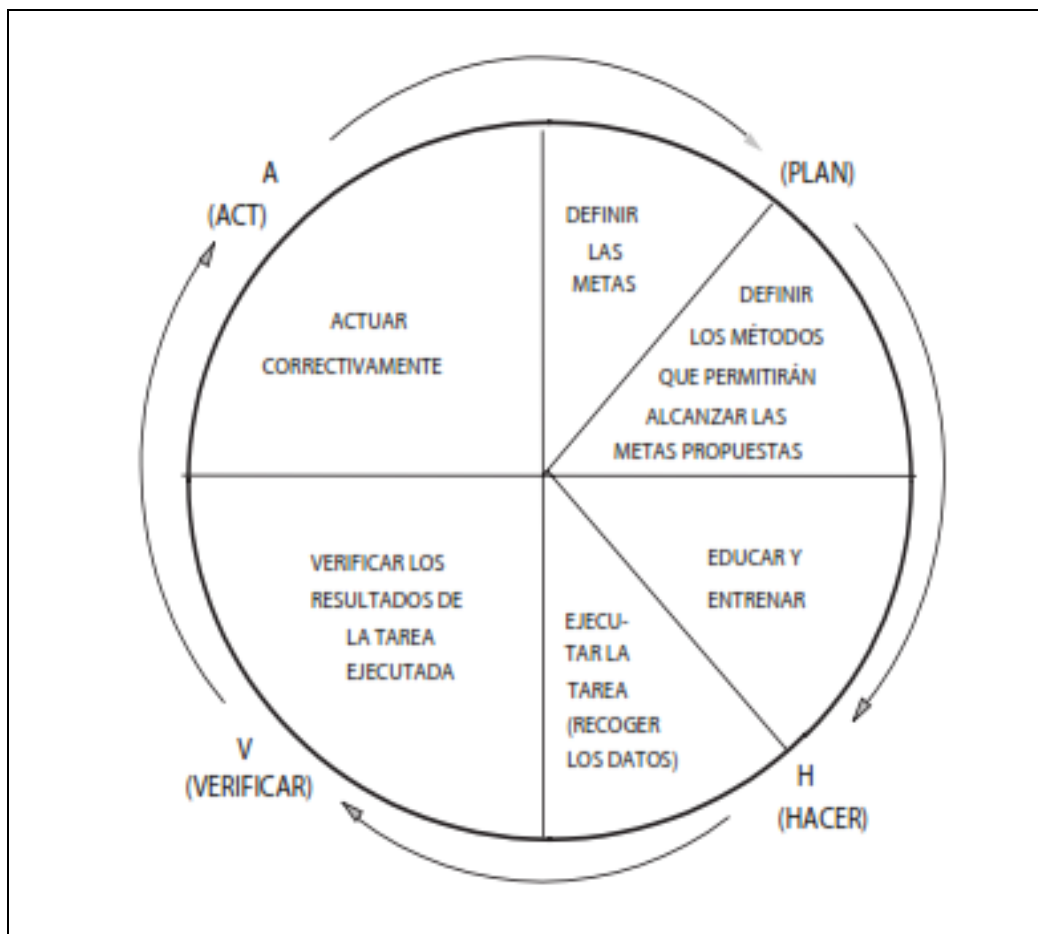 A
(ACT)
(PLAN)
DEFINIR
LAS
METAS
DEFINIR
LOS MÉTODOS
QUE PERMITIRÁN
ALCANZAR LAS
METAS PROPUESTAS
ACTUAR
CORRECTIVAMENTE
EDUCAR Y
ENTRENAR
EJECU-
TAR LA
TAREA
(RECOGER
LOS DATOS)
VERIFICAR LOS
RESULTADOS DE
LA TAREA
EJECUTADA
V
(VERIFICAR)
H
(HACER)